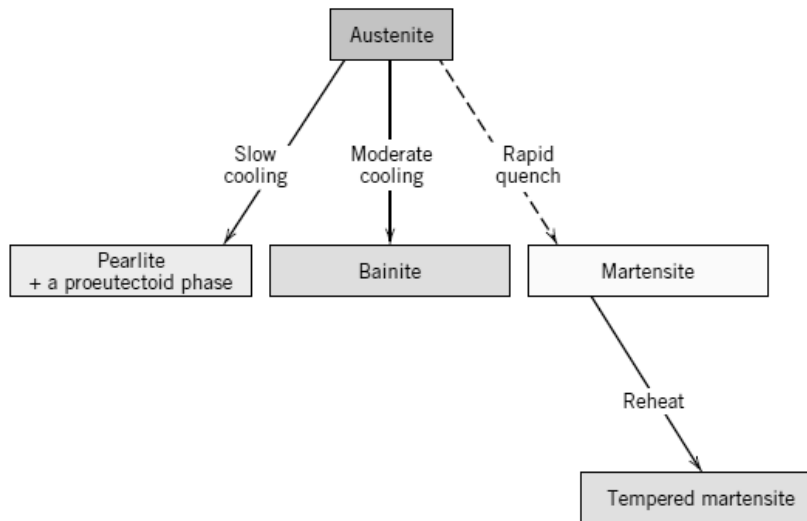 Austenite
Slow
cooling
Moderate
cooling
Rapid
quench
Pearlite
+ a proeutectoid phase
Bainite
Martensite
Reheat
Tempered martensite